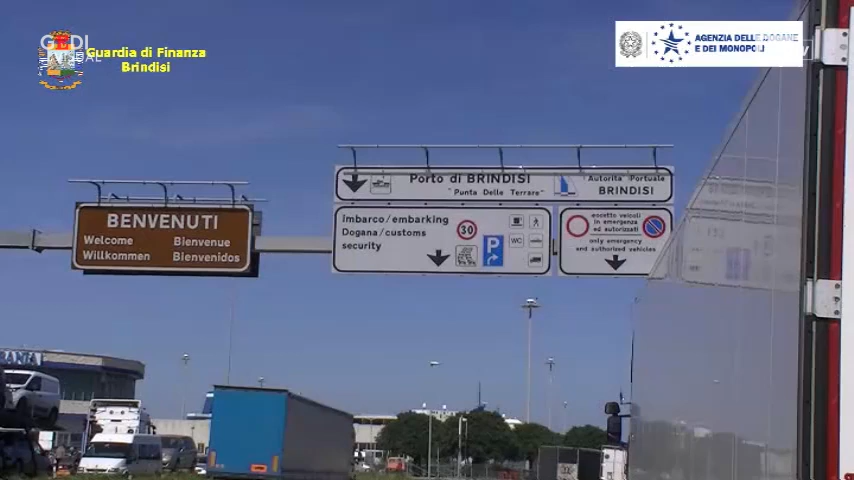 GEDI
VISUAL
Guardia di Finanza
Brindisi
AGENZIA DELLE DOGANE
E DEI MONOPOLI
BENVENUTI
Welcome Bienvenue
Willkommen Bienvenidos
Porto di BRINDISI
"Punta Delle Terrare"
Autorità Portuale
BRINDISI
imbarco/embarking
Dogana/customs
security
30
P
WC
eccetto veicoli
in emergenza
ed autorizzati
only emergency
and authorized vehicles